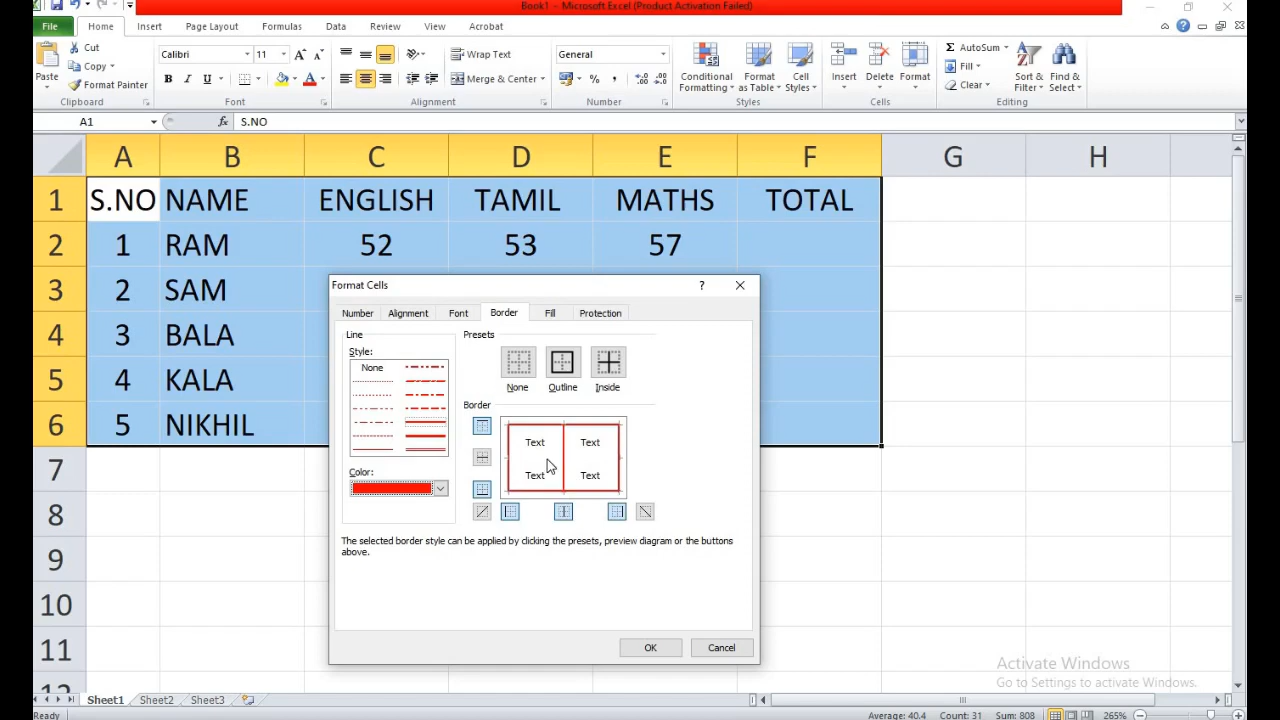 Book1 - Microsoft Excel (Product Activation Failed)
File Home Insert Page Layout Formulas Data Review View Acrobat
Paste Cut Copy Format Painter Clipboard
Calibri 11 A A B I U A Font
Wrap Text Merge & Center Alignment
General % , Number
Conditional Formatting Format as Table Cell Styles Styles
Insert Delete Format Cells
Σ AutoSum Fill Clear Sort & Filter Find & Select Editing
A1 fx S.NO
A B C D E F G H
1 S.NO NAME ENGLISH TAMIL MATHS TOTAL
2 1 RAM 52 53 57
3 2 SAM
4 3 BALA
5 4 KALA
6 5 NIKHIL
7
8
9
10
11
12
Format Cells ?
Number Alignment Font Border Fill Protection
Line
Style:
None
Color:
Presets
None Outline Inside
Border
Text Text
Text Text
The selected border style can be applied by clicking the presets, preview diagram or the buttons
above.
OK Cancel
Activate Windows
Go to Settings to activate Windows.
Sheet1 Sheet2 Sheet3
Ready Average: 40.4 Count: 31 Sum: 808 265%